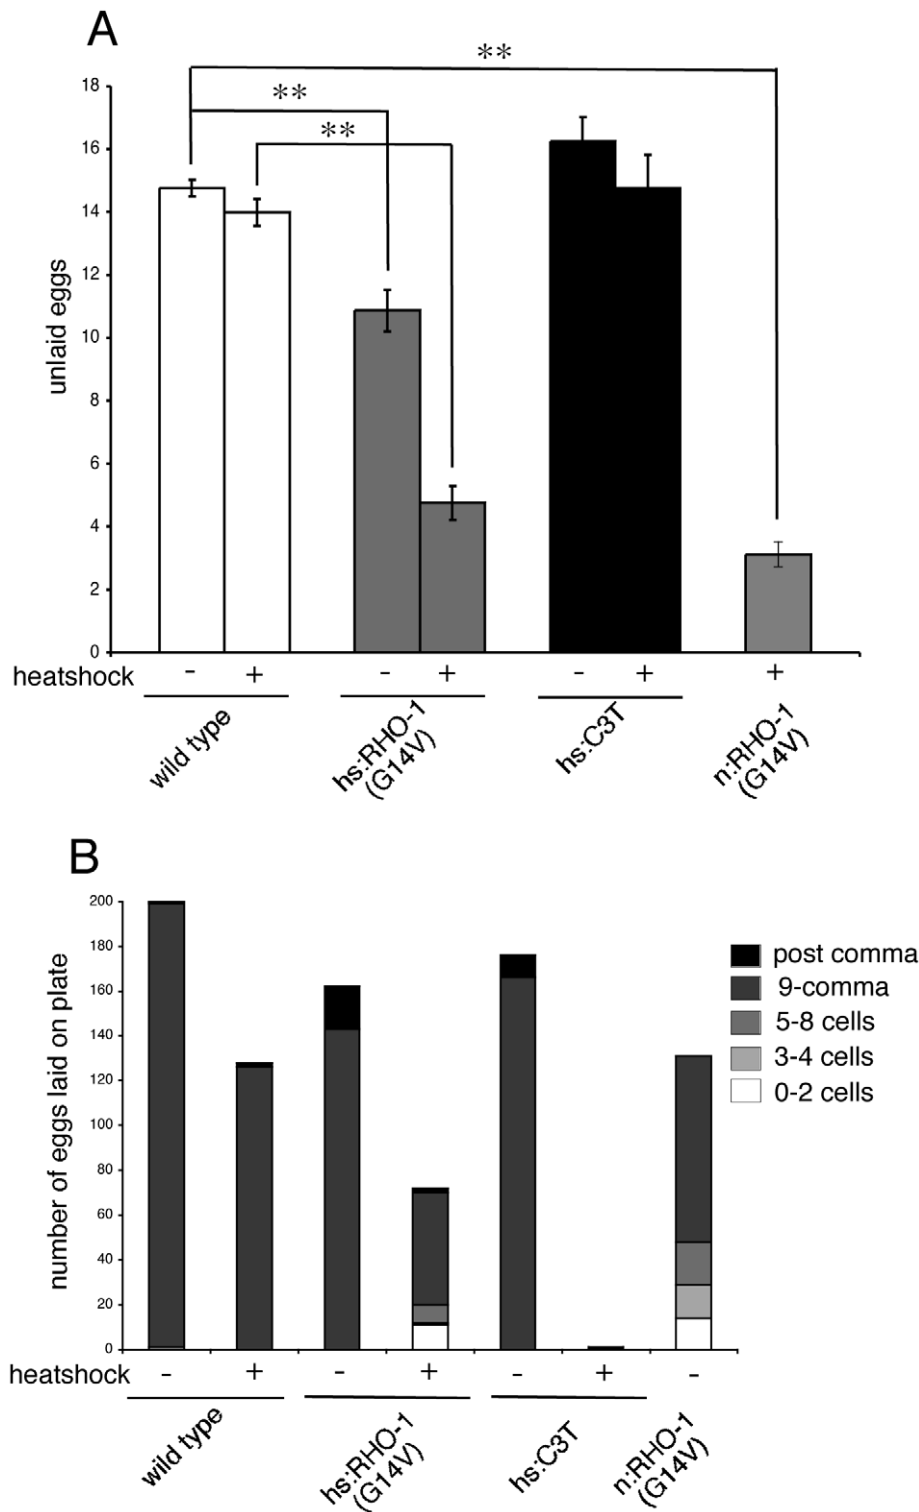 A
**
**
**
18
16
14
12
10
8
6
4
2
0
unlaid eggs
heatshock - + - + - + +
wild type
hs:RHO-1
(G14V)
hs:C3T
n:RHO-1
(G14V)
B
200
180
160
140
120
100
80
60
40
20
0
number of eggs laid on plate
post comma
9-comma
5-8 cells
3-4 cells
0-2 cells
heatshock - + - + - + -
wild type
hs:RHO-1
(G14V)
hs:C3T
n:RHO-1
(G14V)